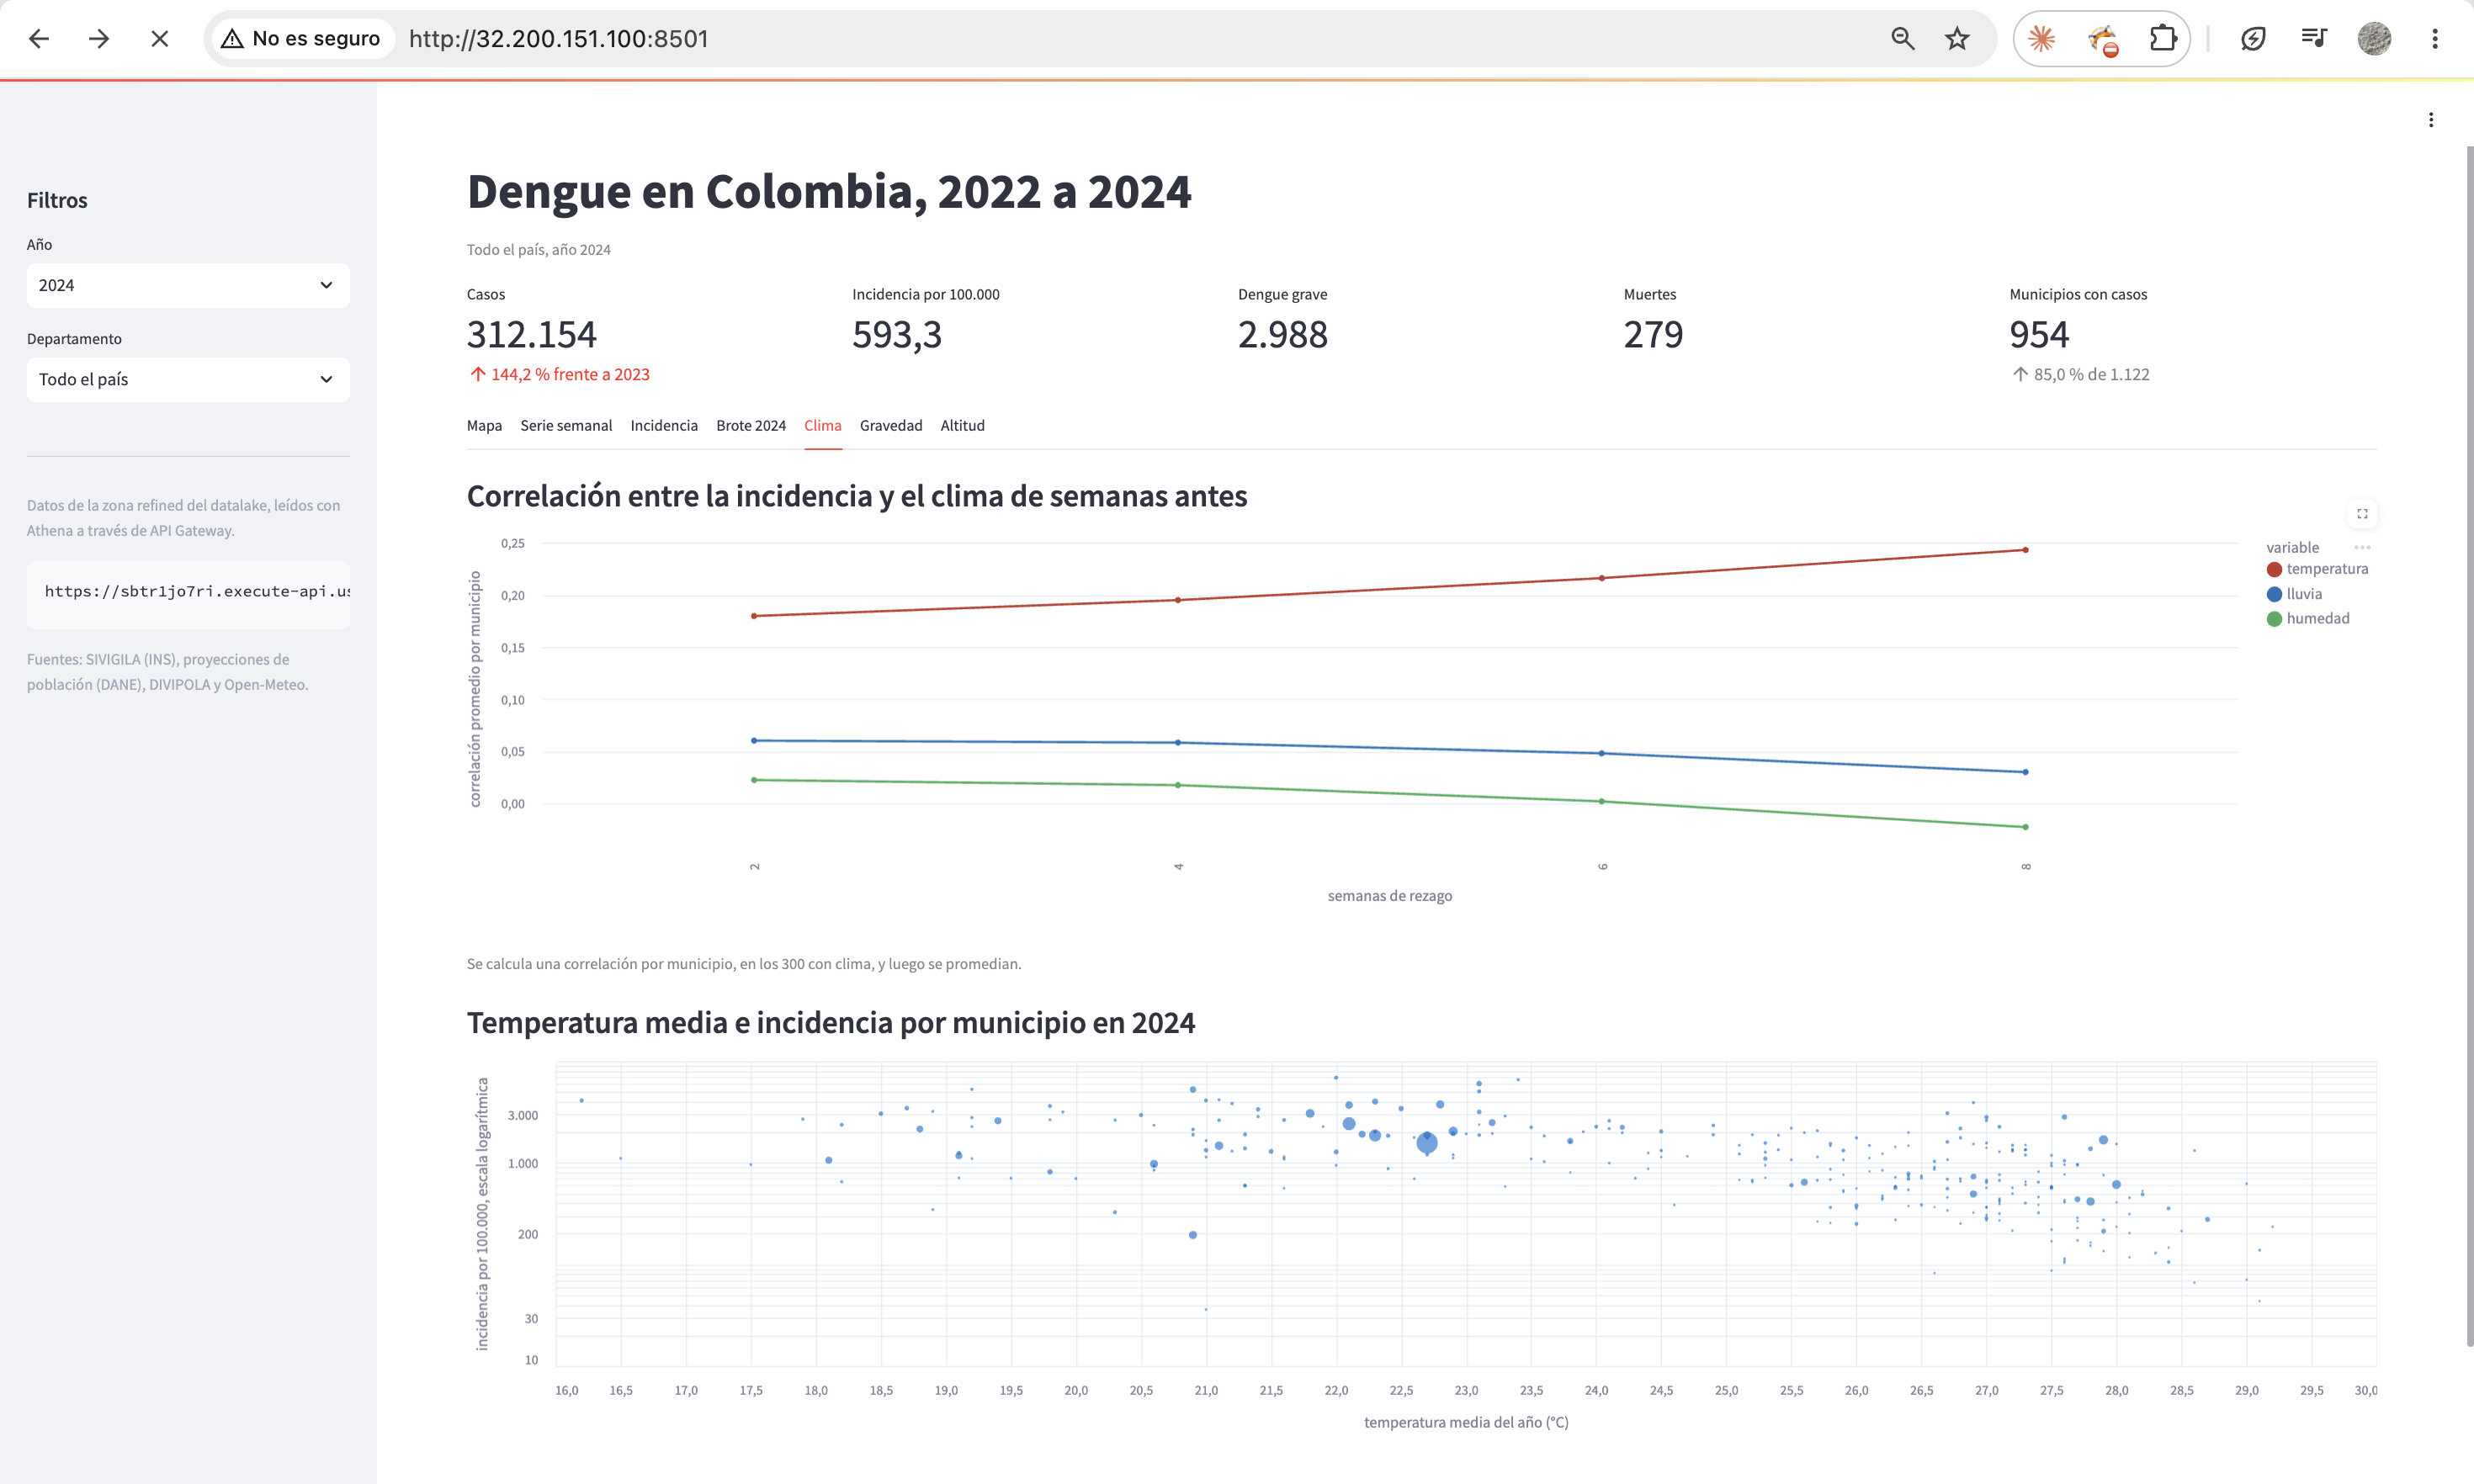 No es seguro
http://32.200.151.100:8501
Filtros
Año
2024
Departamento
Todo el país
Datos de la zona refined del datalake, leídos con
Athena a través de API Gateway.
https://sbtr1jo7ri.execute-api.us
Fuentes: SIVIGILA (INS), proyecciones de
población (DANE), DIVIPOLA y Open-Meteo.
Dengue en Colombia, 2022 a 2024
Todo el país, año 2024
Casos
312.154
144,2 % frente a 2023
Incidencia por 100.000
593,3
Dengue grave
2.988
Muertes
279
Municipios con casos
954
85,0 % de 1.122
Mapa Serie semanal Incidencia Brote 2024 Clima Gravedad Altitud
Correlación entre la incidencia y el clima de semanas antes
correlación promedio por municipio
0,25
0,20
0,15
0,10
0,05
0,00
2 4 6 8
semanas de rezago
variable
temperatura
lluvia
humedad
Se calcula una correlación por municipio, en los 300 con clima, y luego se promedian.
Temperatura media e incidencia por municipio en 2024
incidencia por 100.000, escala logarítmica
3.000
1.000
200
30
10
16,0 16,5 17,0 17,5 18,0 18,5 19,0 19,5 20,0 20,5 21,0 21,5 22,0 22,5 23,0 23,5 24,0 24,5 25,0 25,5 26,0 26,5 27,0 27,5 28,0 28,5 29,0 29,5 30,0
temperatura media del año (°C)